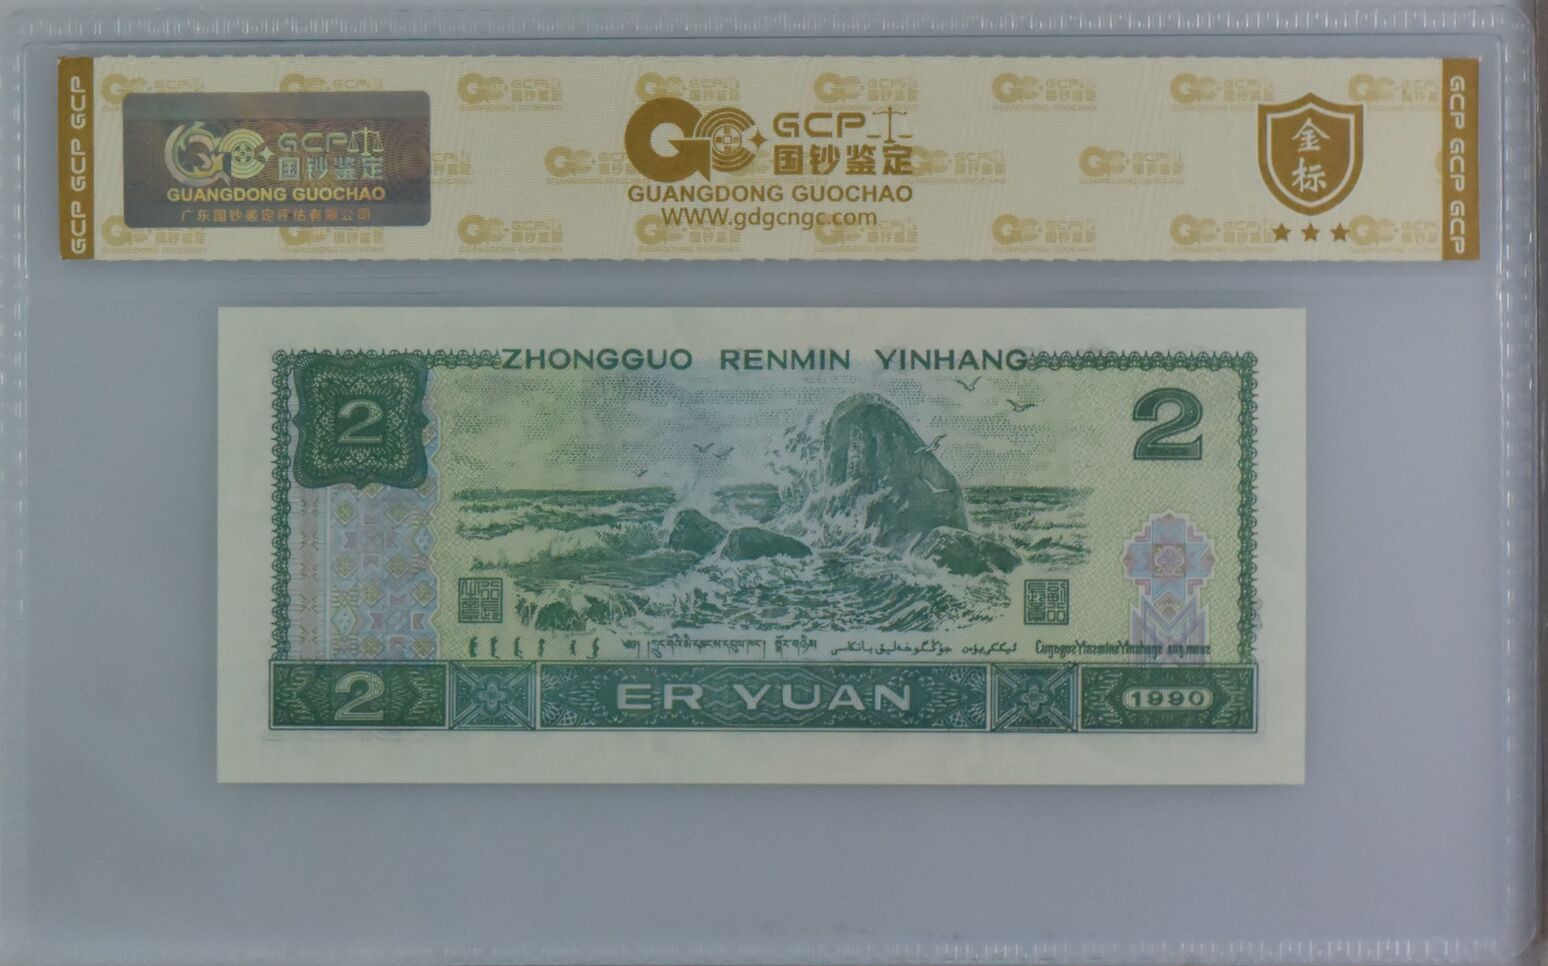 GCP GCP GCP
GCP
国钞鉴定
GUANGDONG GUOCHAO
广东国钞鉴定评估有限公司
GCP
国钞鉴定
GUANGDONG GUOCHAO
WWW.gdgcngc.com
金
标
GCP GCP GCP
ZHONGGUO RENMIN YINHANG
2
2
2
ER YUAN
1990